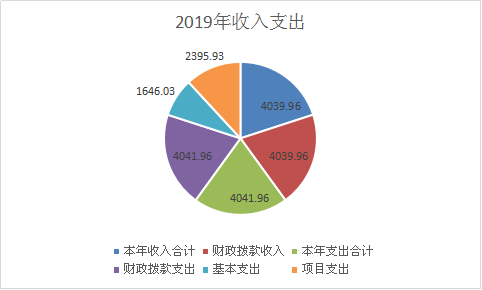 2019年收入支出
2395.93
1646.03
4039.96
4041.96
4039.96
4041.96
本年收入合计 财政拨款收入 本年支出合计
财政拨款支出 基本支出 项目支出